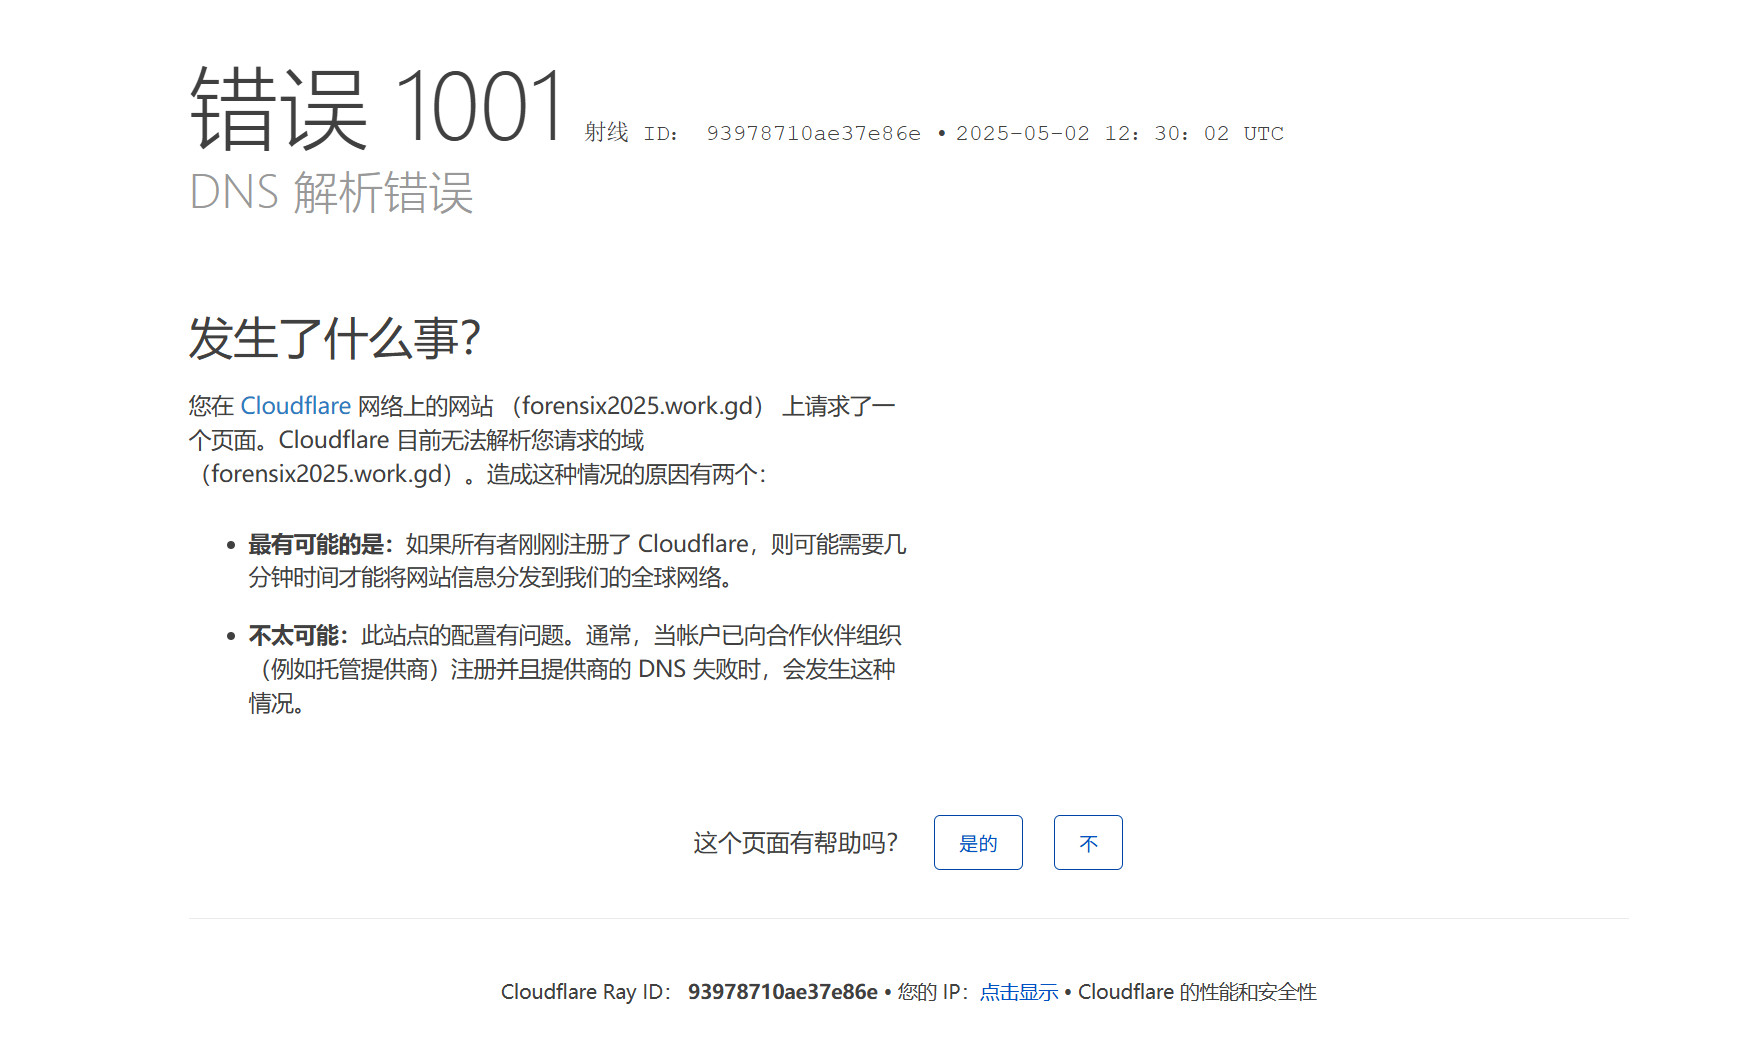 错误 1001 射线 ID： 93978710ae37e86e • 2025-05-02 12：30：02 UTC
DNS 解析错误
发生了什么事？
您在 Cloudflare 网络上的网站 （forensix2025.work.gd） 上请求了一
个页面。Cloudflare 目前无法解析您请求的域
（forensix2025.work.gd）。造成这种情况的原因有两个：
• 最有可能的是：如果所有者刚刚注册了 Cloudflare，则可能需要几
分钟时间才能将网站信息分发到我们的全球网络。
• 不太可能：此站点的配置有问题。通常，当帐户已向合作伙伴组织
（例如托管提供商）注册并且提供商的 DNS 失败时，会发生这种
情况。
这个页面有帮助吗？ 是的 不
Cloudflare Ray ID： 93978710ae37e86e • 您的 IP：点击显示 • Cloudflare 的性能和安全性